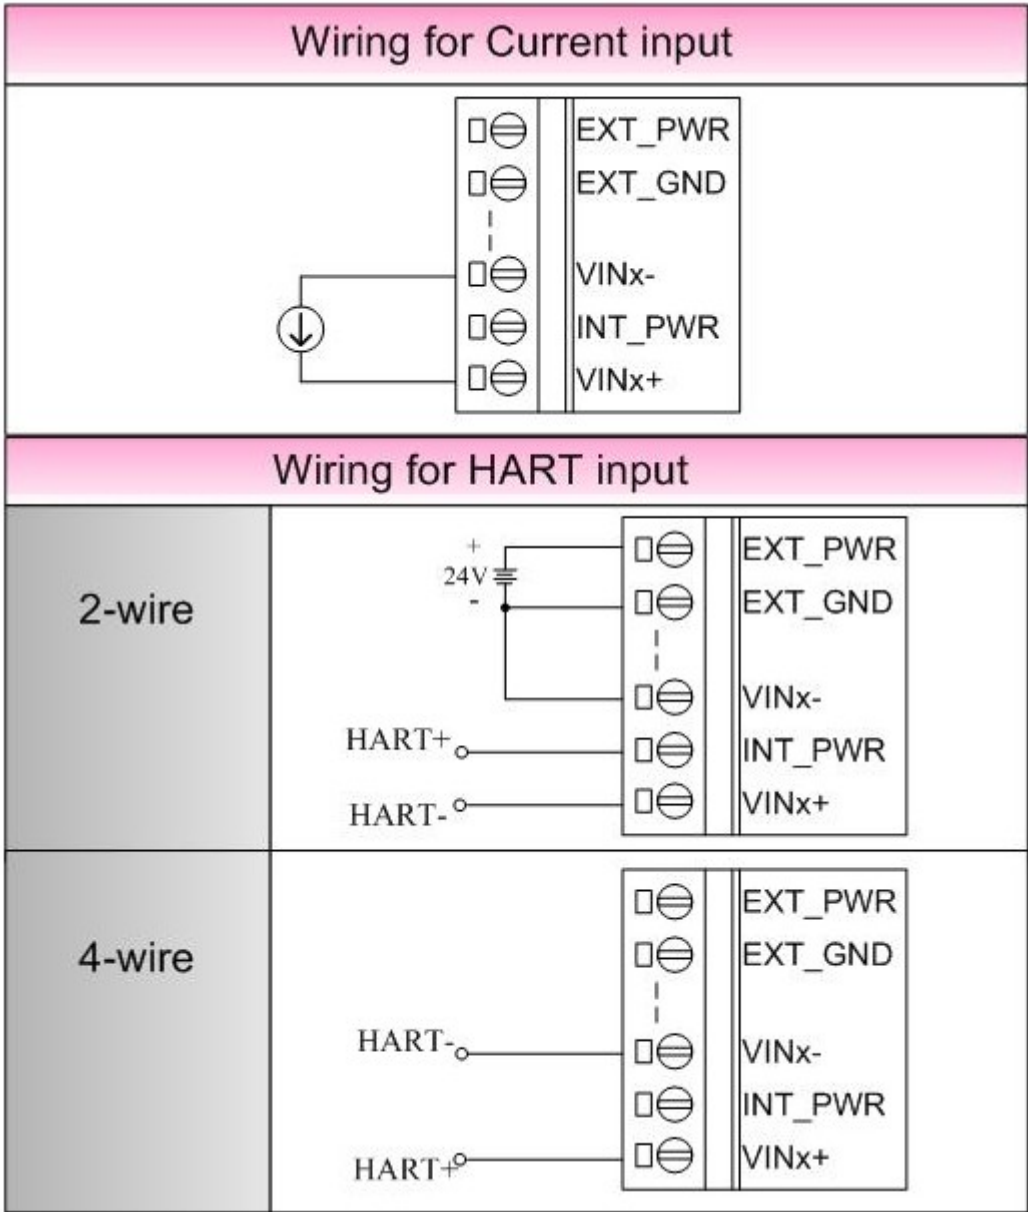 Wiring for Current input
EXT_PWR
EXT_GND
VINx-
INT_PWR
VINx+
Wiring for HART input
2-wire
+
24V
-
EXT_PWR
EXT_GND
VINx-
HART+
INT_PWR
HART-
VINx+
4-wire
EXT_PWR
EXT_GND
HART-
VINx-
INT_PWR
HART+
VINx+